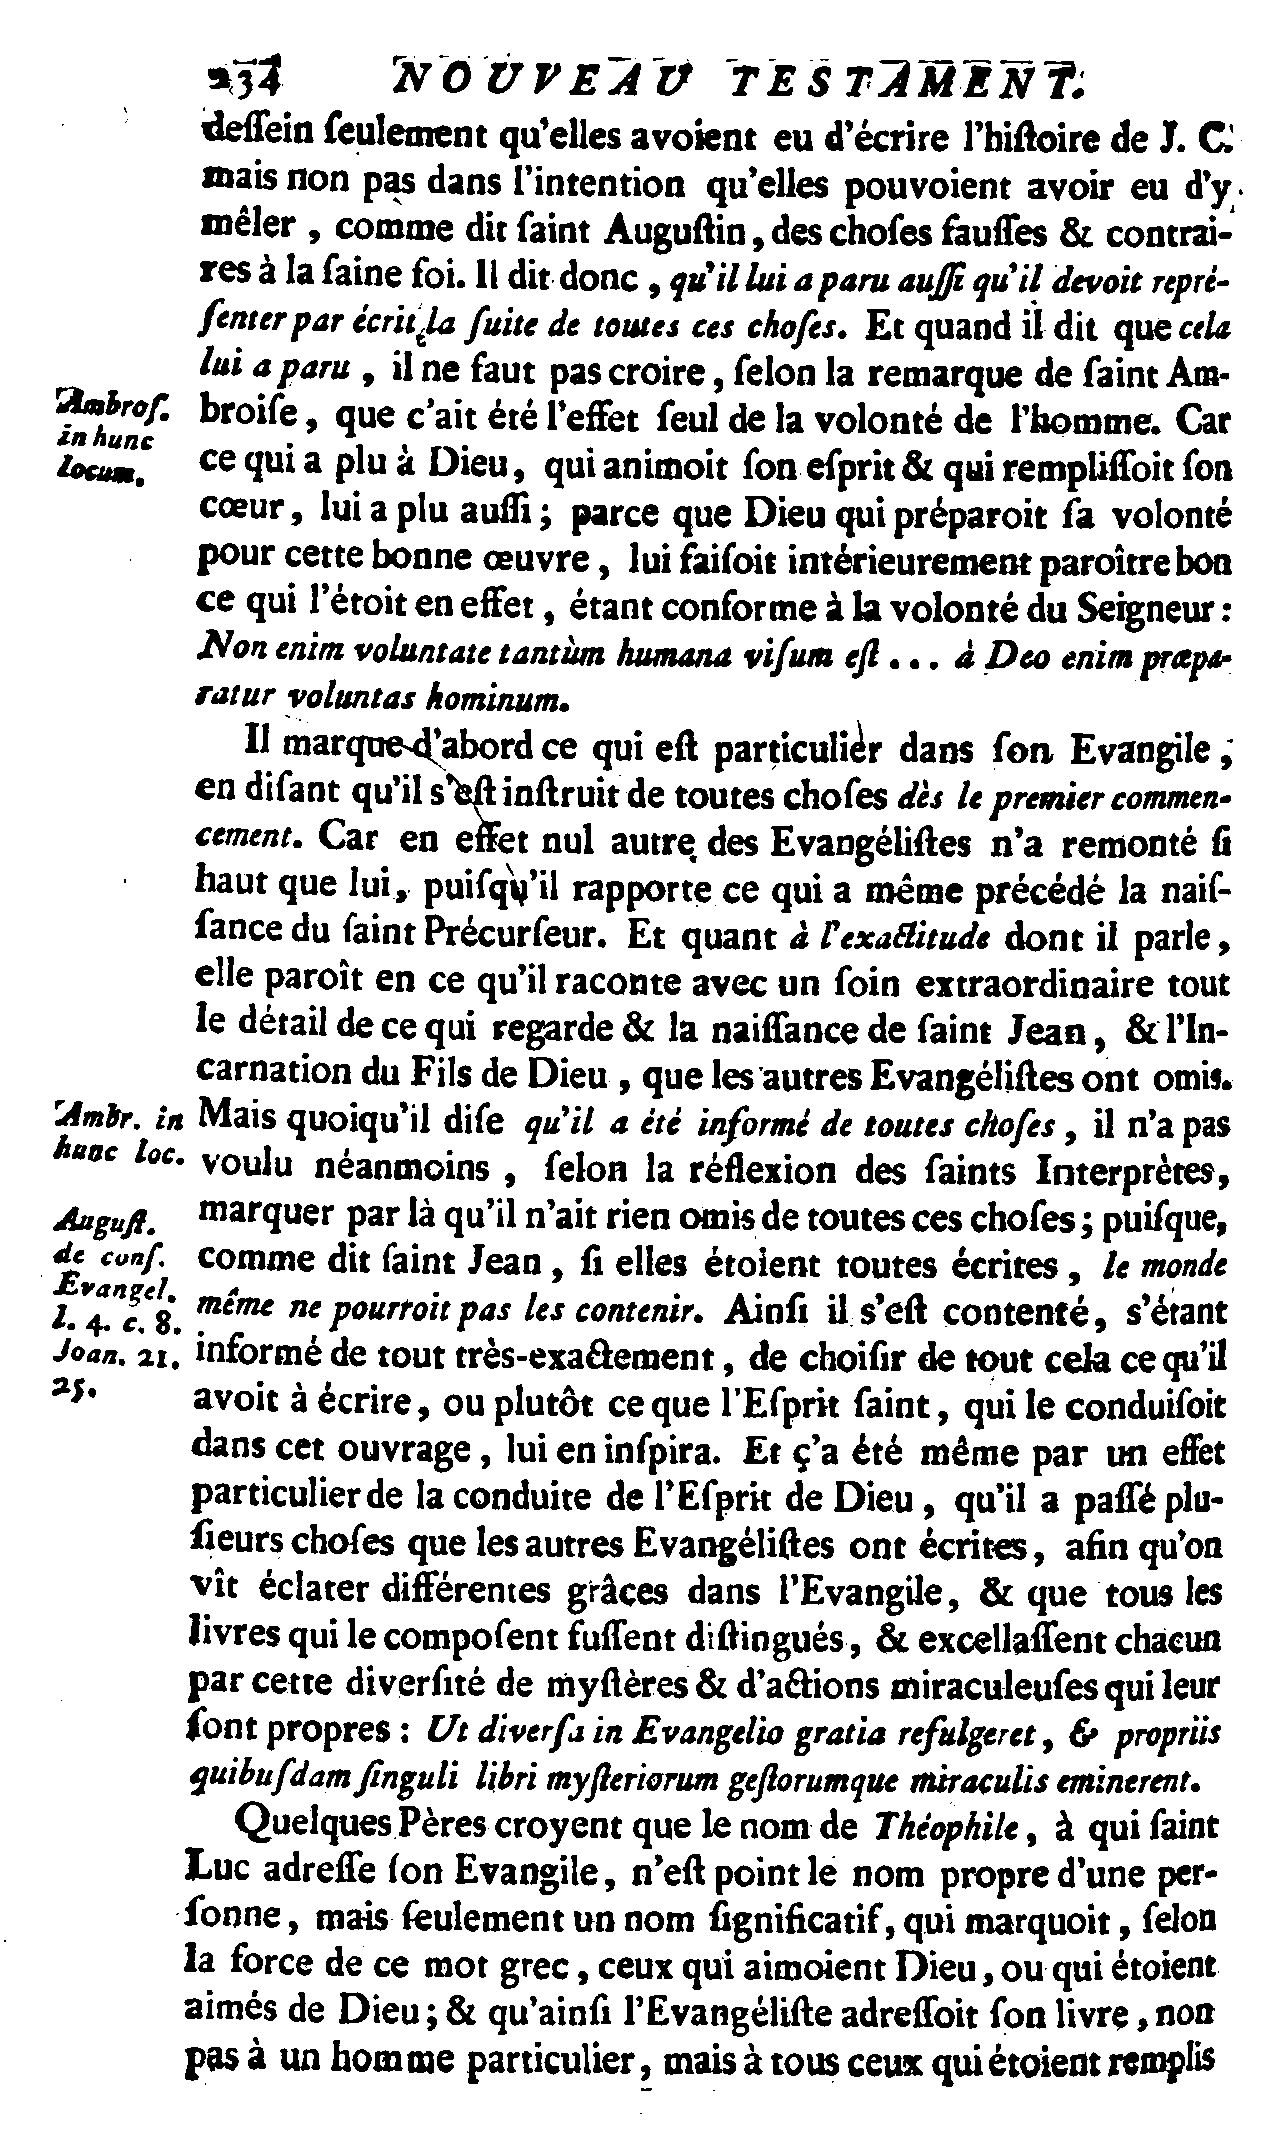 234 NOUVEAU TESTAMENT.
deſſein ſeulement qu'elles avoient eu d'écrire l'hiſtoire de J. C.
mais non pas dans l'intention qu'elles pouvoient avoir eu d'y
mêler, comme dit ſaint Auguſtin, des choſes fauſſes & contrai-
res à la ſaine foi. Il dit donc, qu'il lui a paru auſſi qu'il devoit repré-
ſenter par écrit la ſuite de toutes ces choſes. Et quand il dit que cela
lui a paru, il ne faut pas croire, ſelon la remarque de ſaint Am-
Ambroſ.
in hunc
locum.
broiſe, que c'ait été l'effet ſeul de la volonté de l'homme. Car
ce qui a plu à Dieu, qui animoit ſon eſprit & qui rempliſſoit ſon
cœur, lui a plu auſſi; parce que Dieu qui préparoit ſa volonté
pour cette bonne œuvre, lui faiſoit intérieurement paroître bon
ce qui l'étoit en effet, étant conforme à la volonté du Seigneur:
Non enim voluntate tantùm humana viſum eſt... à Deo enim præpa-
ratur voluntas hominum.
Il marque d'abord ce qui eſt particulier dans ſon Evangile,
en diſant qu'il s'eſt inſtruit de toutes choſes dès le premier commen-
cement. Car en effet nul autre des Evangéliſtes n'a remonté ſi
haut que lui, puiſqu'il rapporte ce qui a même précédé la naiſ-
ſance du ſaint Précurſeur. Et quant à l'exactitude dont il parle,
elle paroît en ce qu'il raconte avec un ſoin extraordinaire tout
le détail de ce qui regarde & la naiſſance de ſaint Jean, & l'In-
carnation du Fils de Dieu, que les autres Evangéliſtes ont omis.
Ambr. in
hunc loc.
Mais quoiqu'il diſe qu'il a été informé de toutes choſes, il n'a pas
voulu néanmoins, ſelon la réflexion des ſaints Interprètes,
Auguſt.
de conſ.
Evangel.
l. 4. c. 8.
Joan. 21.
25.
marquer par là qu'il n'ait rien omis de toutes ces choſes; puiſque,
comme dit ſaint Jean, ſi elles étoient toutes écrites, le monde
même ne pourroit pas les contenir. Ainſi il s'eſt contenté, s'étant
informé de tout très-exactement, de choiſir de tout cela ce qu'il
avoit à écrire, ou plutôt ce que l'Eſprit ſaint, qui le conduiſoit
dans cet ouvrage, lui en inſpira. Et ç'a été même par un effet
particulier de la conduite de l'Eſprit de Dieu, qu'il a paſſé plu-
ſieurs choſes que les autres Evangéliſtes ont écrites, afin qu'on
vît éclater différentes grâces dans l'Evangile, & que tous les
livres qui le compoſent fuſſent diſtingués, & excellaſſent chacun
par cette diverſité de myſtères & d'actions miraculeuſes qui leur
ſont propres: Ut diverſa in Evangelio gratia refulgeret, & propriis
quibuſdam ſinguli libri myſteriorum geſtorumque miraculis eminerent.
Quelques Pères croyent que le nom de Théophile, à qui ſaint
Luc adreſſe ſon Evangile, n'eſt point le nom propre d'une per-
ſonne, mais ſeulement un nom ſignificatif, qui marquoit, ſelon
la force de ce mot grec, ceux qui aimoient Dieu, ou qui étoient
aimés de Dieu; & qu'ainſi l'Evangéliſte adreſſoit ſon livre, non
pas à un homme particulier, mais à tous ceux qui étoient remplis